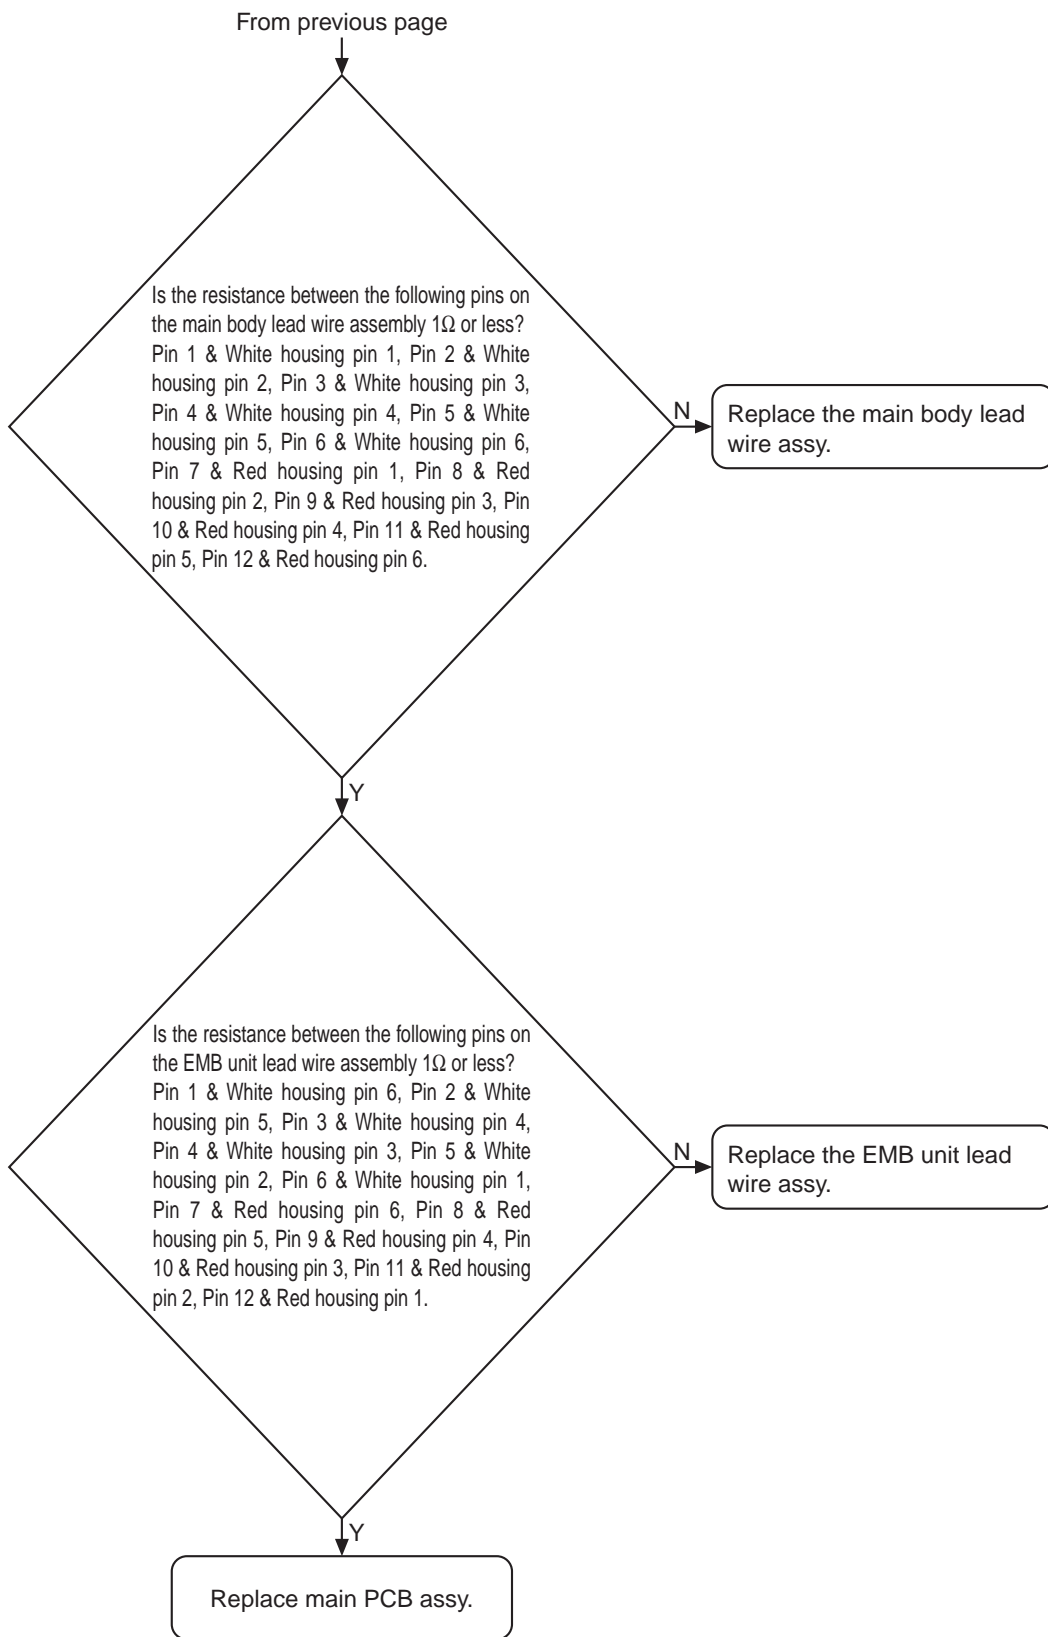 From previous page
Is the resistance between the following pins on
the main body lead wire assembly 1Ω or less?
Pin 1 & White housing pin 1, Pin 2 & White
housing pin 2, Pin 3 & White housing pin 3,
Pin 4 & White housing pin 4, Pin 5 & White
housing pin 5, Pin 6 & White housing pin 6,
Pin 7 & Red housing pin 1, Pin 8 & Red
housing pin 2, Pin 9 & Red housing pin 3, Pin
10 & Red housing pin 4, Pin 11 & Red housing
pin 5, Pin 12 & Red housing pin 6.
N
Replace the main body lead
wire assy.
Y
Is the resistance between the following pins on
the EMB unit lead wire assembly 1Ω or less?
Pin 1 & White housing pin 6, Pin 2 & White
housing pin 5, Pin 3 & White housing pin 4,
Pin 4 & White housing pin 3, Pin 5 & White
housing pin 2, Pin 6 & White housing pin 1,
Pin 7 & Red housing pin 6, Pin 8 & Red
housing pin 5, Pin 9 & Red housing pin 4, Pin
10 & Red housing pin 3, Pin 11 & Red housing
pin 2, Pin 12 & Red housing pin 1.
N
Replace the EMB unit lead
wire assy.
Y
Replace main PCB assy.